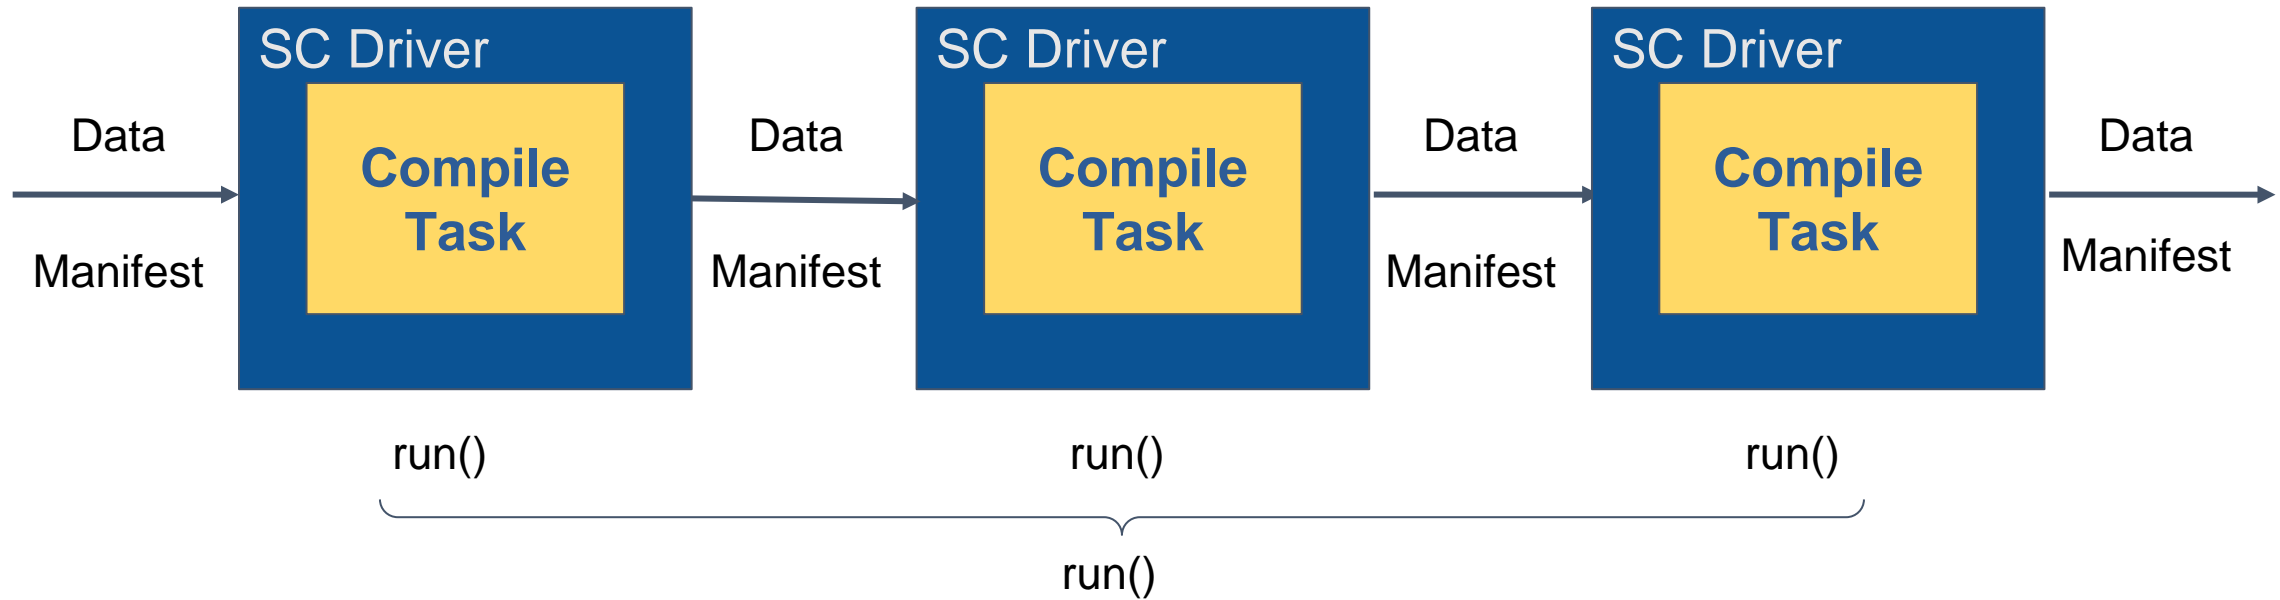 SC Driver
SC Driver
SC Driver
Data
Compile
Task
Manifest
Data
Compile
Task
Manifest
Data
Compile
Task
Manifest
Data
Manifest
run()
run()
run()
run()